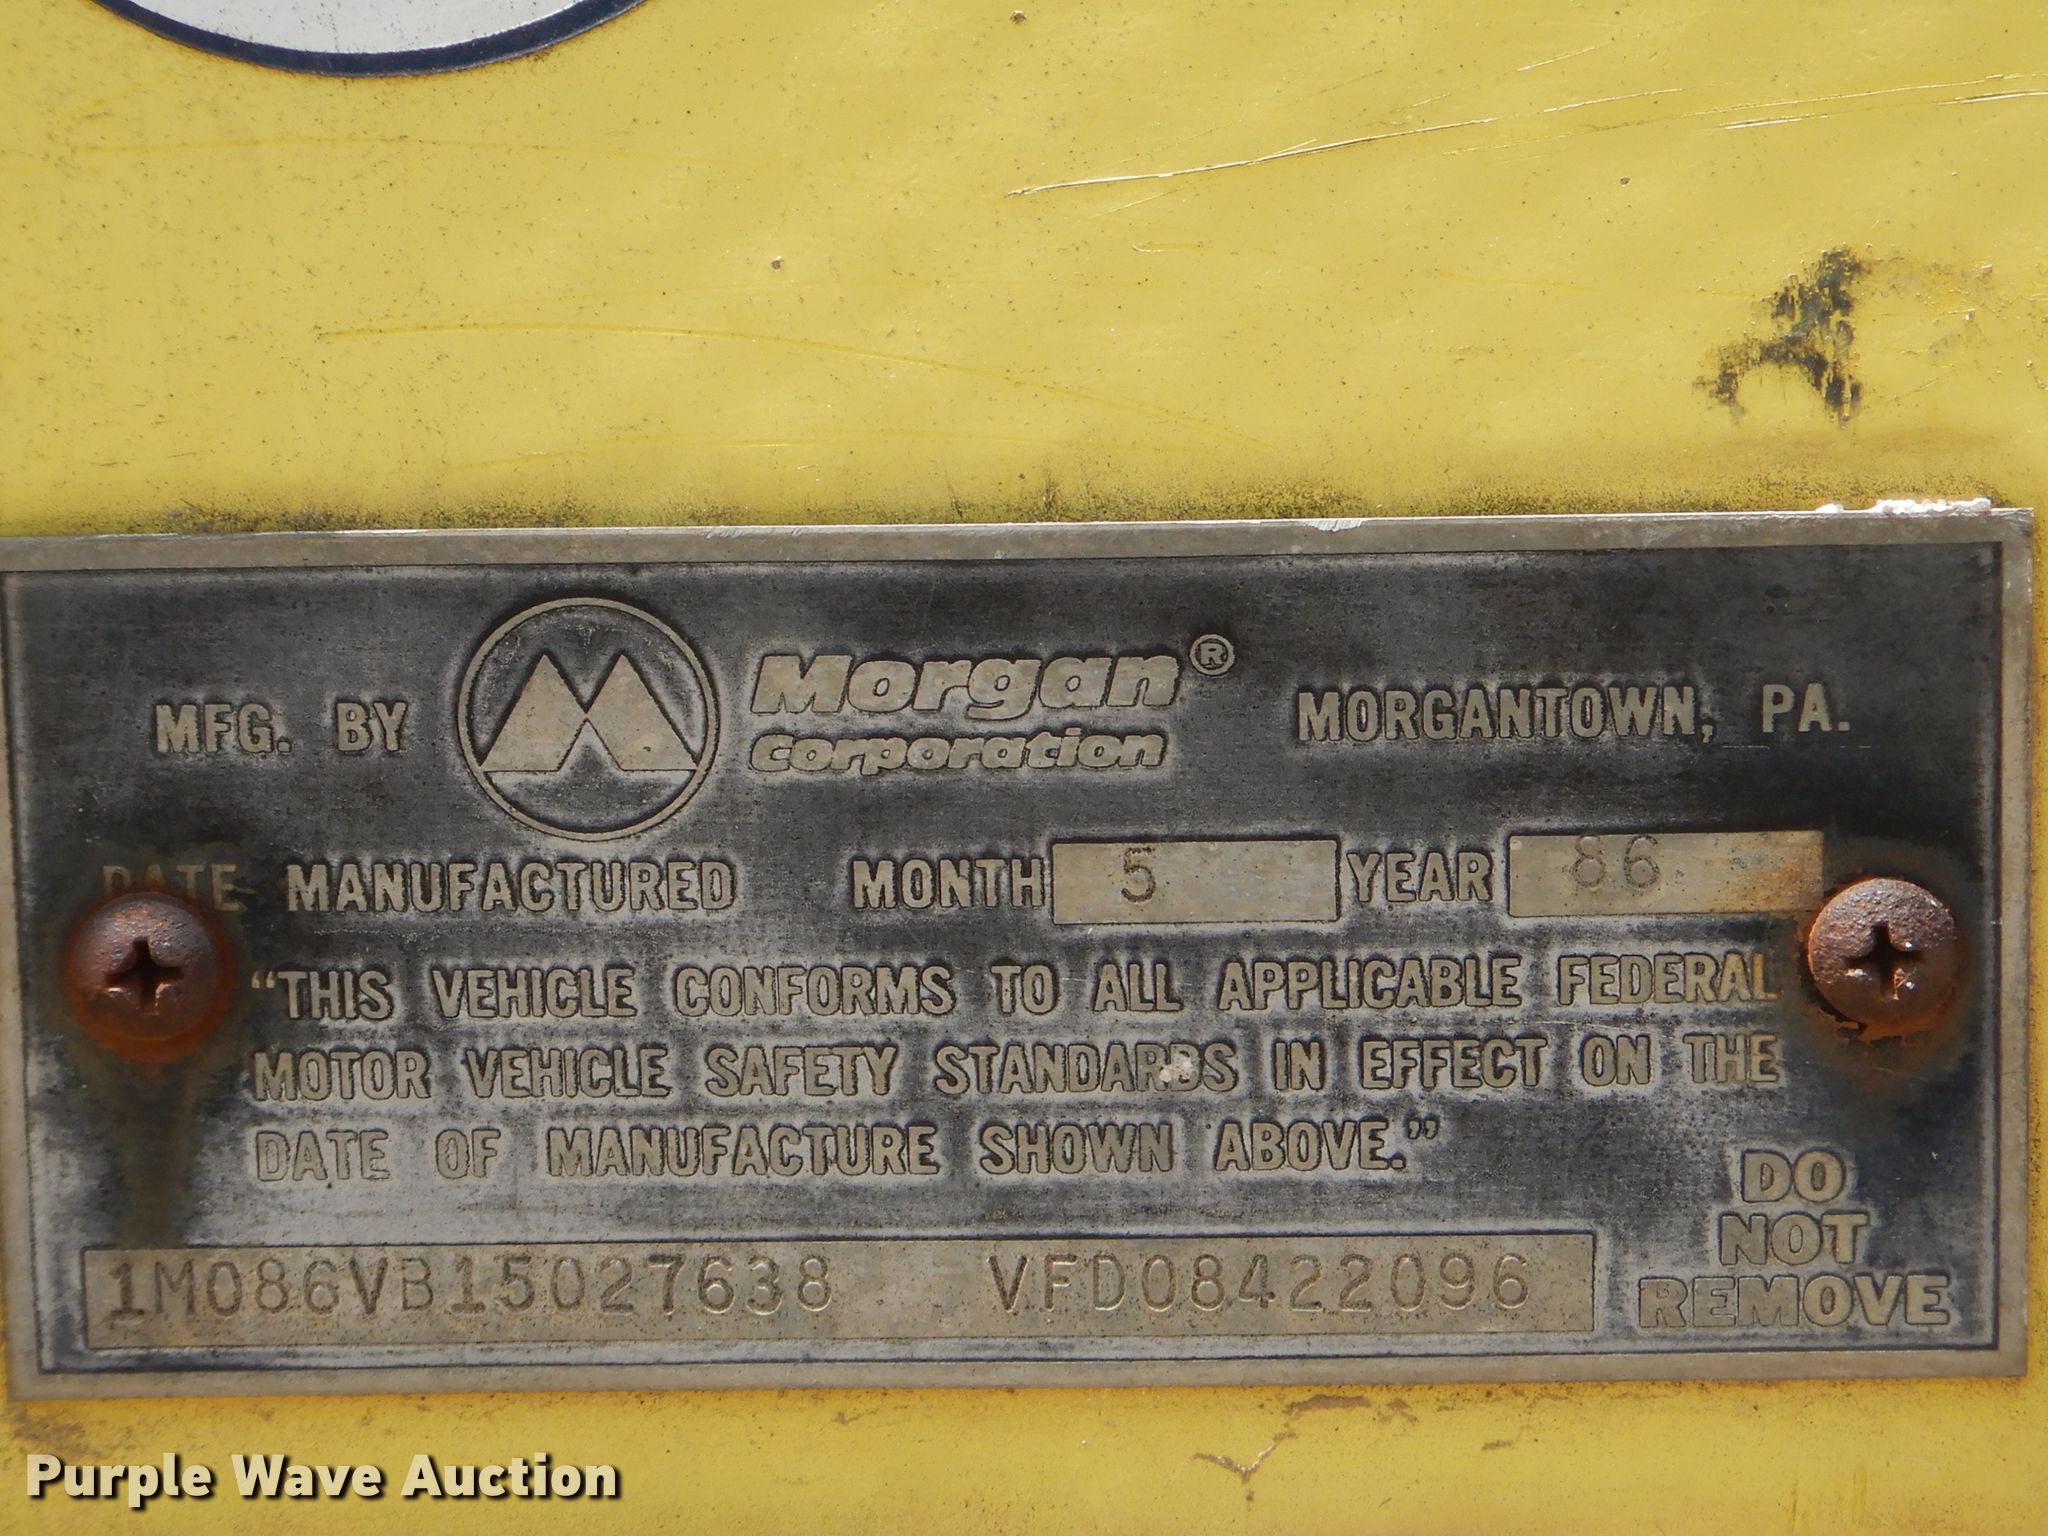 MFG. BY Morgan® Corporation MORGANTOWN, PA.
DATE MANUFACTURED MONTH 5 YEAR 86
"THIS VEHICLE CONFORMS TO ALL APPLICABLE FEDERAL
MOTOR VEHICLE SAFETY STANDARDS IN EFFECT ON THE
DATE OF MANUFACTURE SHOWN ABOVE."
DO
NOT
REMOVE
1M086VB15027638 VFD08422096
Purple Wave Auction